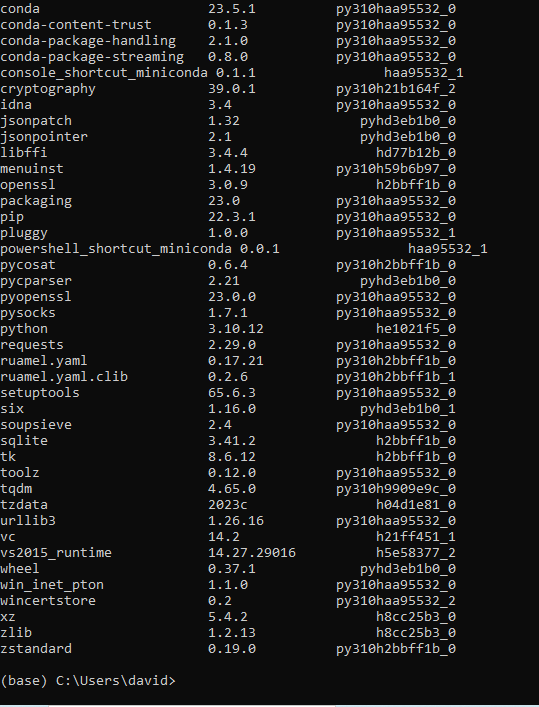 conda 23.5.1 py310haa95532_0
conda-content-trust 0.1.3 py310haa95532_0
conda-package-handling 2.1.0 py310haa95532_0
conda-package-streaming 0.8.0 py310haa95532_0
console_shortcut_miniconda 0.1.1 haa95532_1
cryptography 39.0.1 py310h21b164f_2
idna 3.4 py310haa95532_0
jsonpatch 1.32 pyhd3eb1b0_0
jsonpointer 2.1 pyhd3eb1b0_0
libffi 3.4.4 hd77b12b_0
menuinst 1.4.19 py310h59b6b97_0
openssl 3.0.9 h2bbff1b_0
packaging 23.0 py310haa95532_0
pip 22.3.1 py310haa95532_0
pluggy 1.0.0 py310haa95532_1
powershell_shortcut_miniconda 0.0.1 haa95532_1
pycosat 0.6.4 py310h2bbff1b_0
pycparser 2.21 pyhd3eb1b0_0
pyopenssl 23.0.0 py310haa95532_0
pysocks 1.7.1 py310haa95532_0
python 3.10.12 he1021f5_0
requests 2.29.0 py310haa95532_0
ruamel.yaml 0.17.21 py310h2bbff1b_0
ruamel.yaml.clib 0.2.6 py310h2bbff1b_1
setuptools 65.6.3 py310haa95532_0
six 1.16.0 pyhd3eb1b0_1
soupsieve 2.4 py310haa95532_0
sqlite 3.41.2 h2bbff1b_0
tk 8.6.12 h2bbff1b_0
toolz 0.12.0 py310haa95532_0
tqdm 4.65.0 py310h9909e9c_0
tzdata 2023c h04d1e81_0
urllib3 1.26.16 py310haa95532_0
vc 14.2 h21ff451_1
vs2015_runtime 14.27.29016 h5e58377_2
wheel 0.37.1 pyhd3eb1b0_0
win_inet_pton 1.1.0 py310haa95532_0
wincertstore 0.2 py310haa95532_2
xz 5.4.2 h8cc25b3_0
zlib 1.2.13 h8cc25b3_0
zstandard 0.19.0 py310h2bbff1b_0
(base) C:\Users\david>